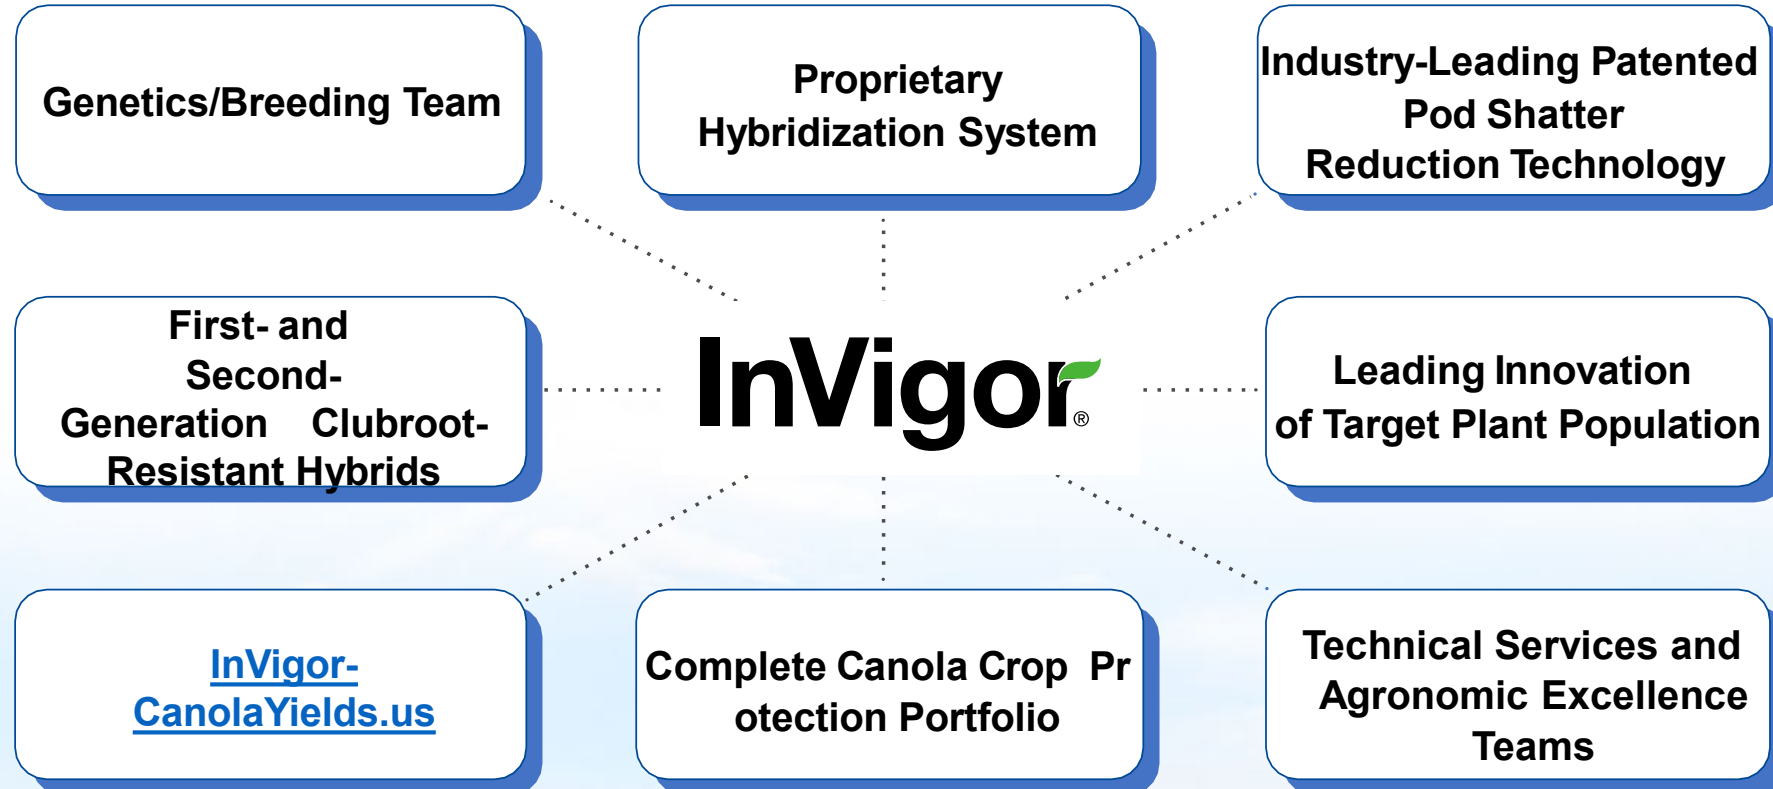 Genetics/Breeding Team
Proprietary
Hybridization System
Industry-Leading Patented
Pod Shatter
Reduction Technology
First- and
Second-
Generation Clubroot-
Resistant Hybrids
InVigor®
Leading Innovation
of Target Plant Population
InVigor-
CanolaYields.us
Complete Canola Crop Pr
otection Portfolio
Technical Services and
Agronomic Excellence
Teams